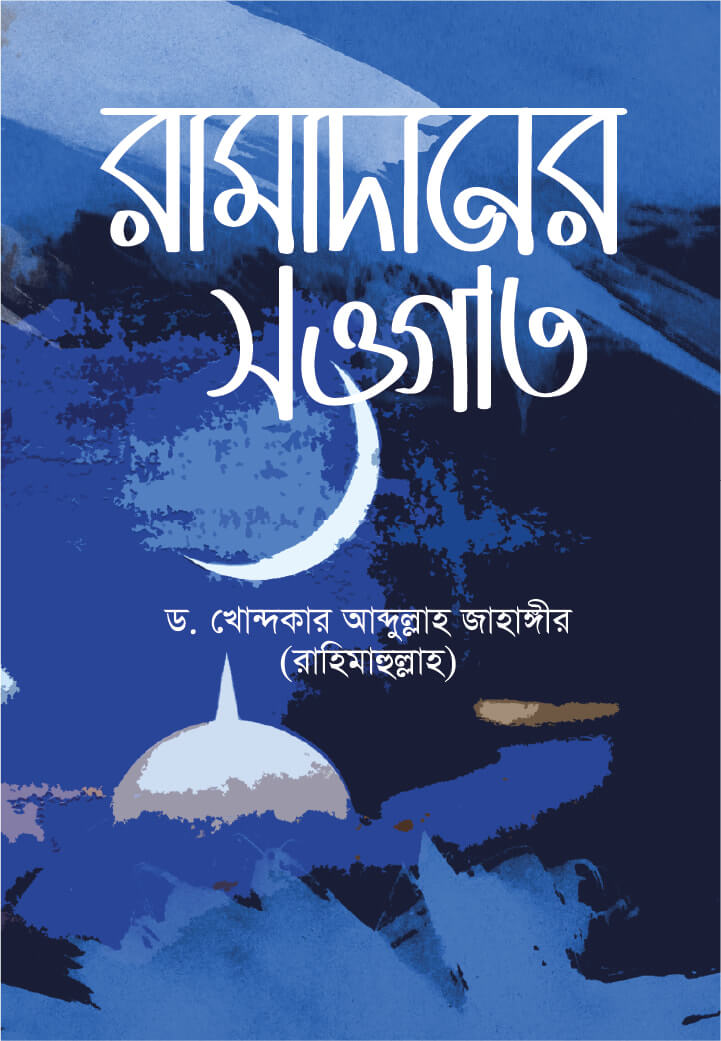 রামাদানের
সওগাত
ড. খোন্দকার আব্দুল্লাহ জাহাঙ্গীর
(রাহিমাহুল্লাহ)